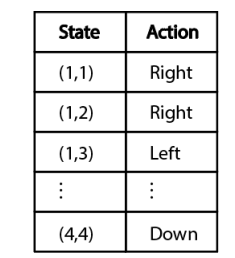 State Action
(1,1) Right
(1,2) Right
(1,3) Left
⋮ ⋮
(4,4) Down